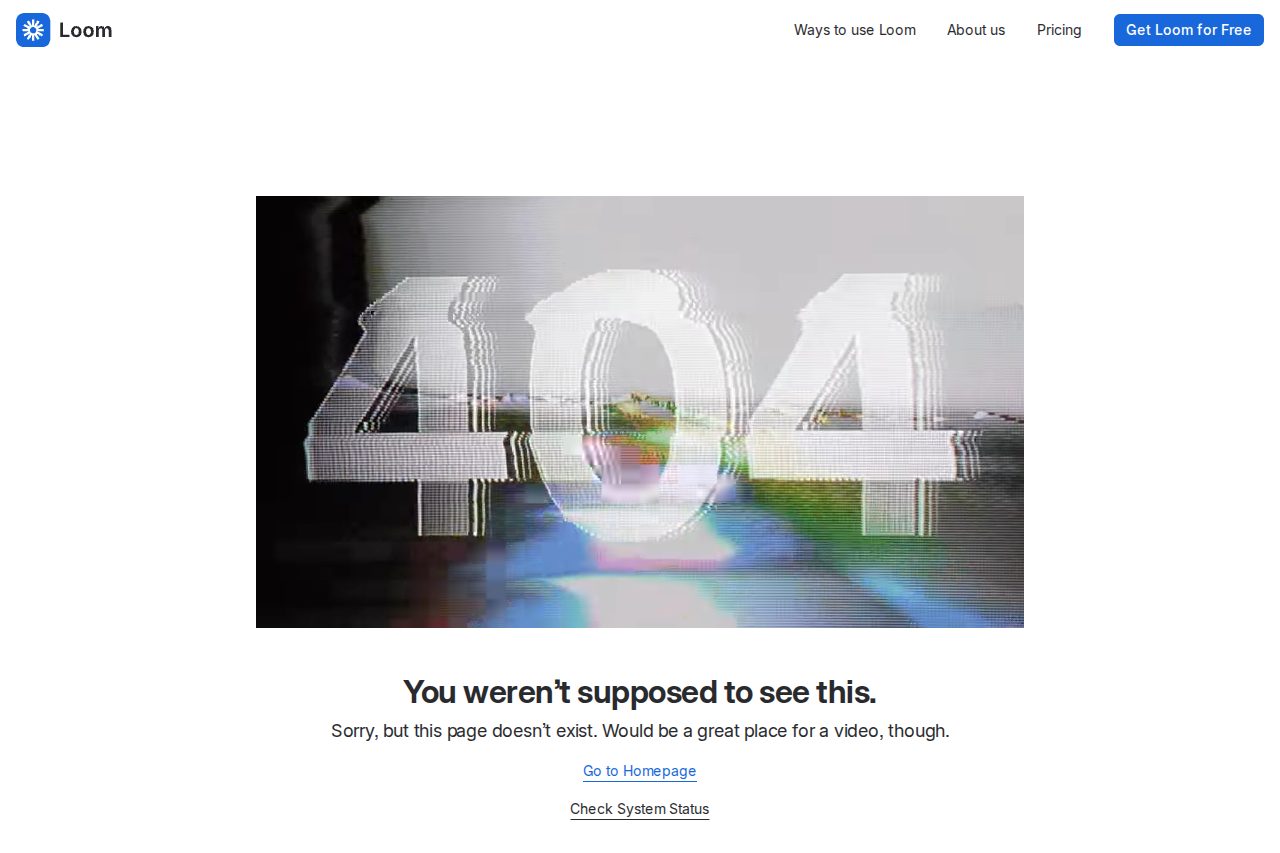 Loom
Ways to use Loom
About us
Pricing
Get Loom for Free
404
You weren’t supposed to see this.
Sorry, but this page doesn’t exist. Would be a great place for a video, though.
Go to Homepage
Check System Status